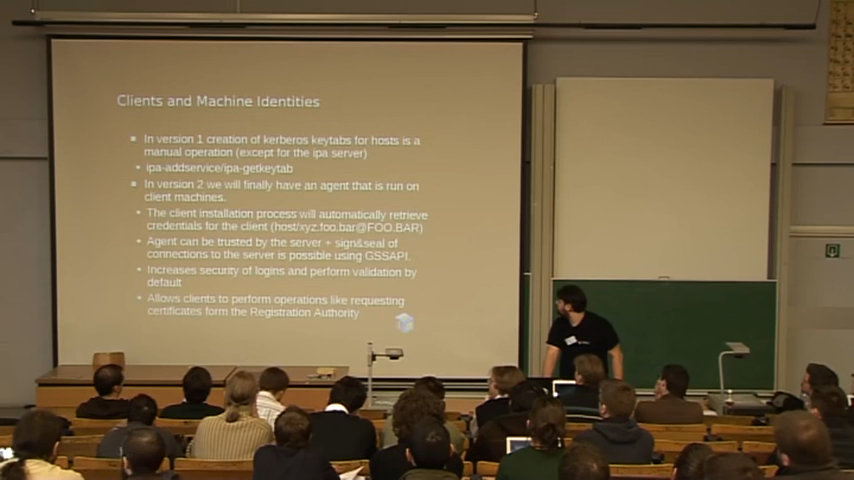 Clients and Machine Identities
In version 1 creation of kerberos keytabs for hosts is a
manual operation (except for the ipa server)
ipa-addservice/ipa-getkeytab
In version 2 we will finally have an agent that is run on
client machines.
The client installation process will automatically retrieve
credentials for the client (host/xyz.foo.bar@FOO.BAR)
Agent can be trusted by the server + sign&seal of
connections to the server is possible using GSSAPI.
Increases security of logins and perform validation by
default
Allows clients to perform operations like requesting
certificates form the Registration Authority